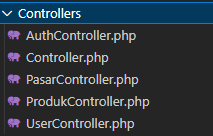 Controllers
AuthController.php
Controller.php
PasarController.php
ProdukController.php
UserController.php